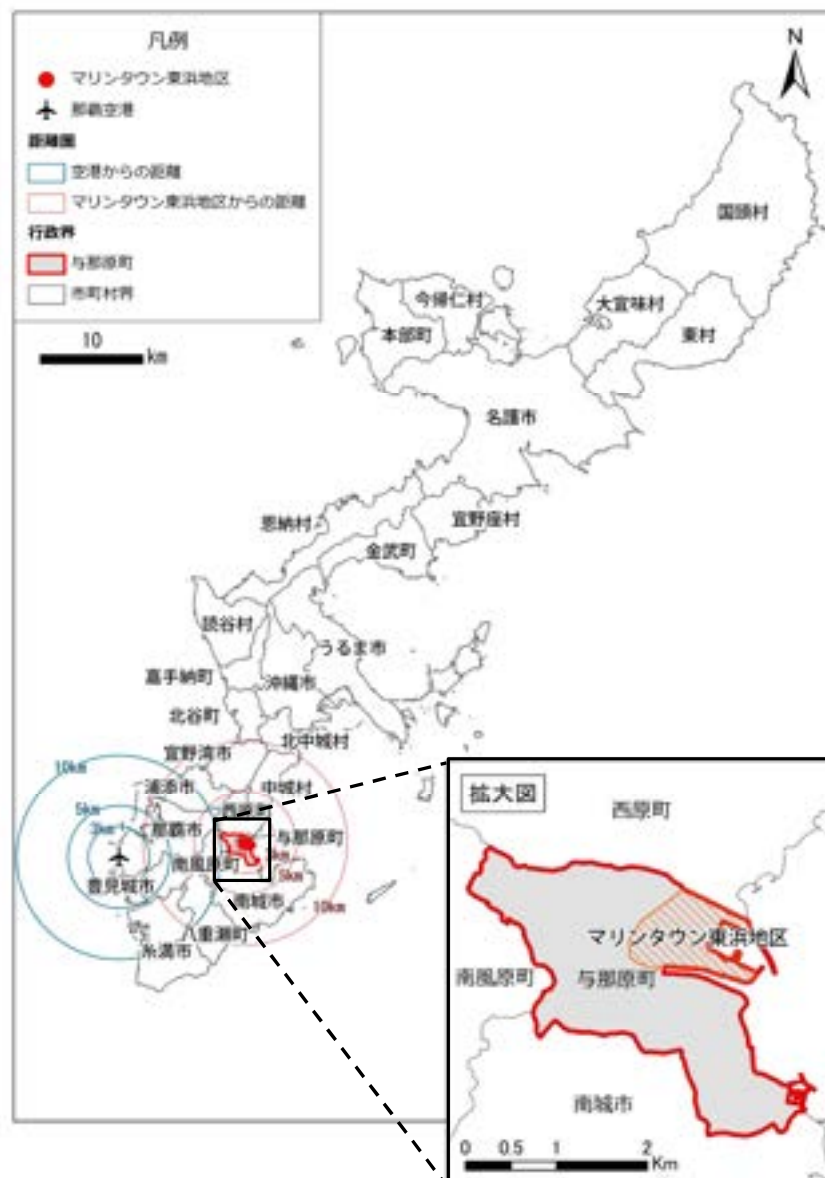 凡例
マリンタウン東浜地区
那覇空港
距離圏
空港からの距離
マリンタウン東浜地区からの距離
行政界
与那原町
市町村界
10
km
N
国頭村
今帰仁村
大宜味村
本部町
東村
名護市
恩納村
宜野座村
金武町
読谷村
うるま市
嘉手納町
沖縄市
北谷町
北中城村
宜野湾市
10km
浦添市
中城村
5km
那覇市
与那原町
南風原町
5km
豊見城市
南城市
10km
八重瀬町
糸満市
拡大図
西原町
マリンタウン東浜地区
南風原町
与那原町
南城市
0 0.5 1 2
Km